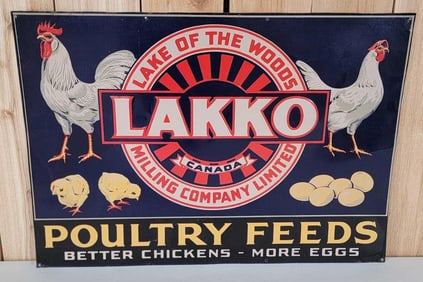 LAKE OF THE WOODS
LAKKO
CANADA
MILLING COMPANY LIMITED
POULTRY FEEDS
BETTER CHICKENS - MORE EGGS